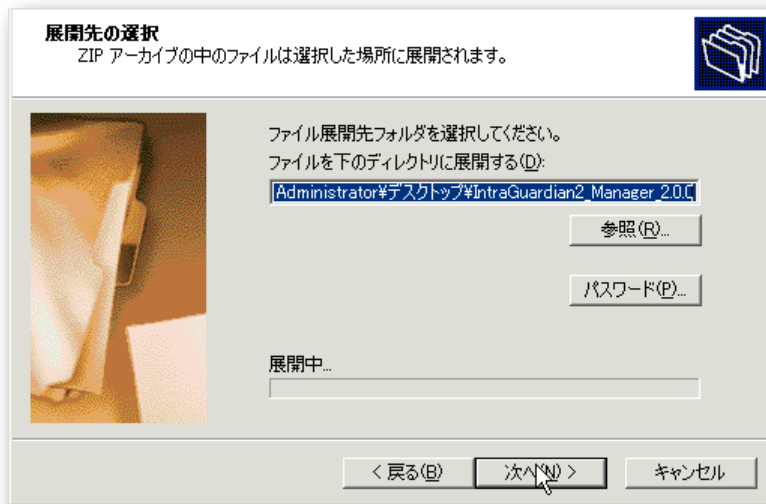 展開先の選択
ZIP アーカイブの中のファイルは選択した場所に展開されます。
ファイル展開先フォルダを選択してください。
ファイルを下のディレクトリに展開する(D):
Administrator¥デスクトップ¥IntraGuardian2_Manager_2.0.0
参照(R)...
パスワード(P)...
展開中...
< 戻る(B)
次へ(N) >
キャンセル